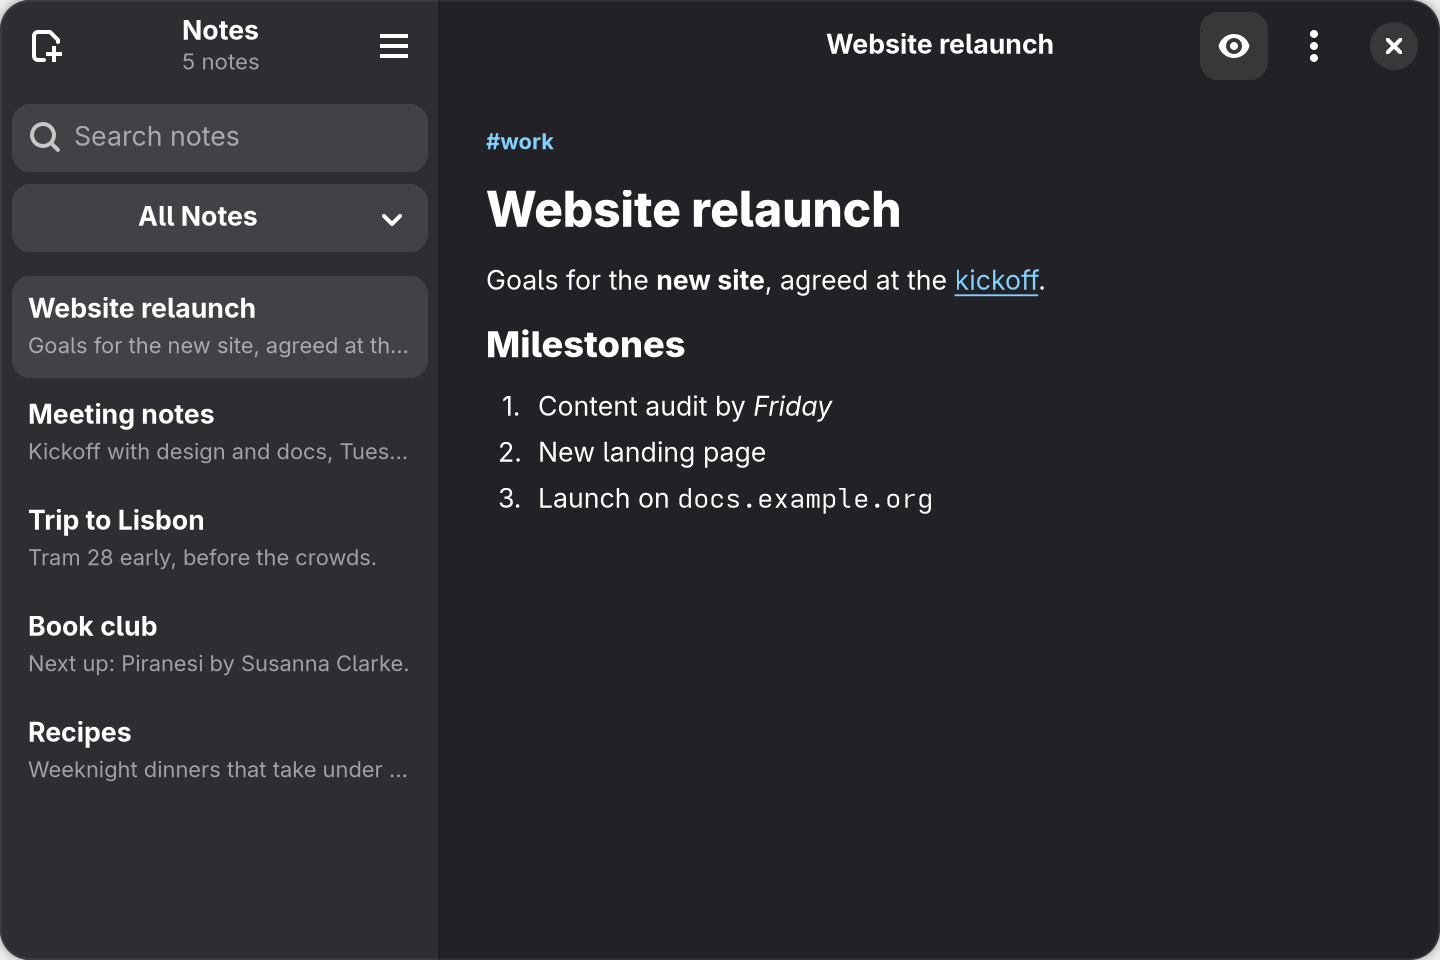 Notes
5 notes
Search notes
All Notes
Website relaunch
Goals for the new site, agreed at th...
Meeting notes
Kickoff with design and docs, Tues...
Trip to Lisbon
Tram 28 early, before the crowds.
Book club
Next up: Piranesi by Susanna Clarke.
Recipes
Weeknight dinners that take under ...
Website relaunch
#work
Website relaunch
Goals for the new site, agreed at the kickoff.
Milestones
1. Content audit by Friday
2. New landing page
3. Launch on docs.example.org